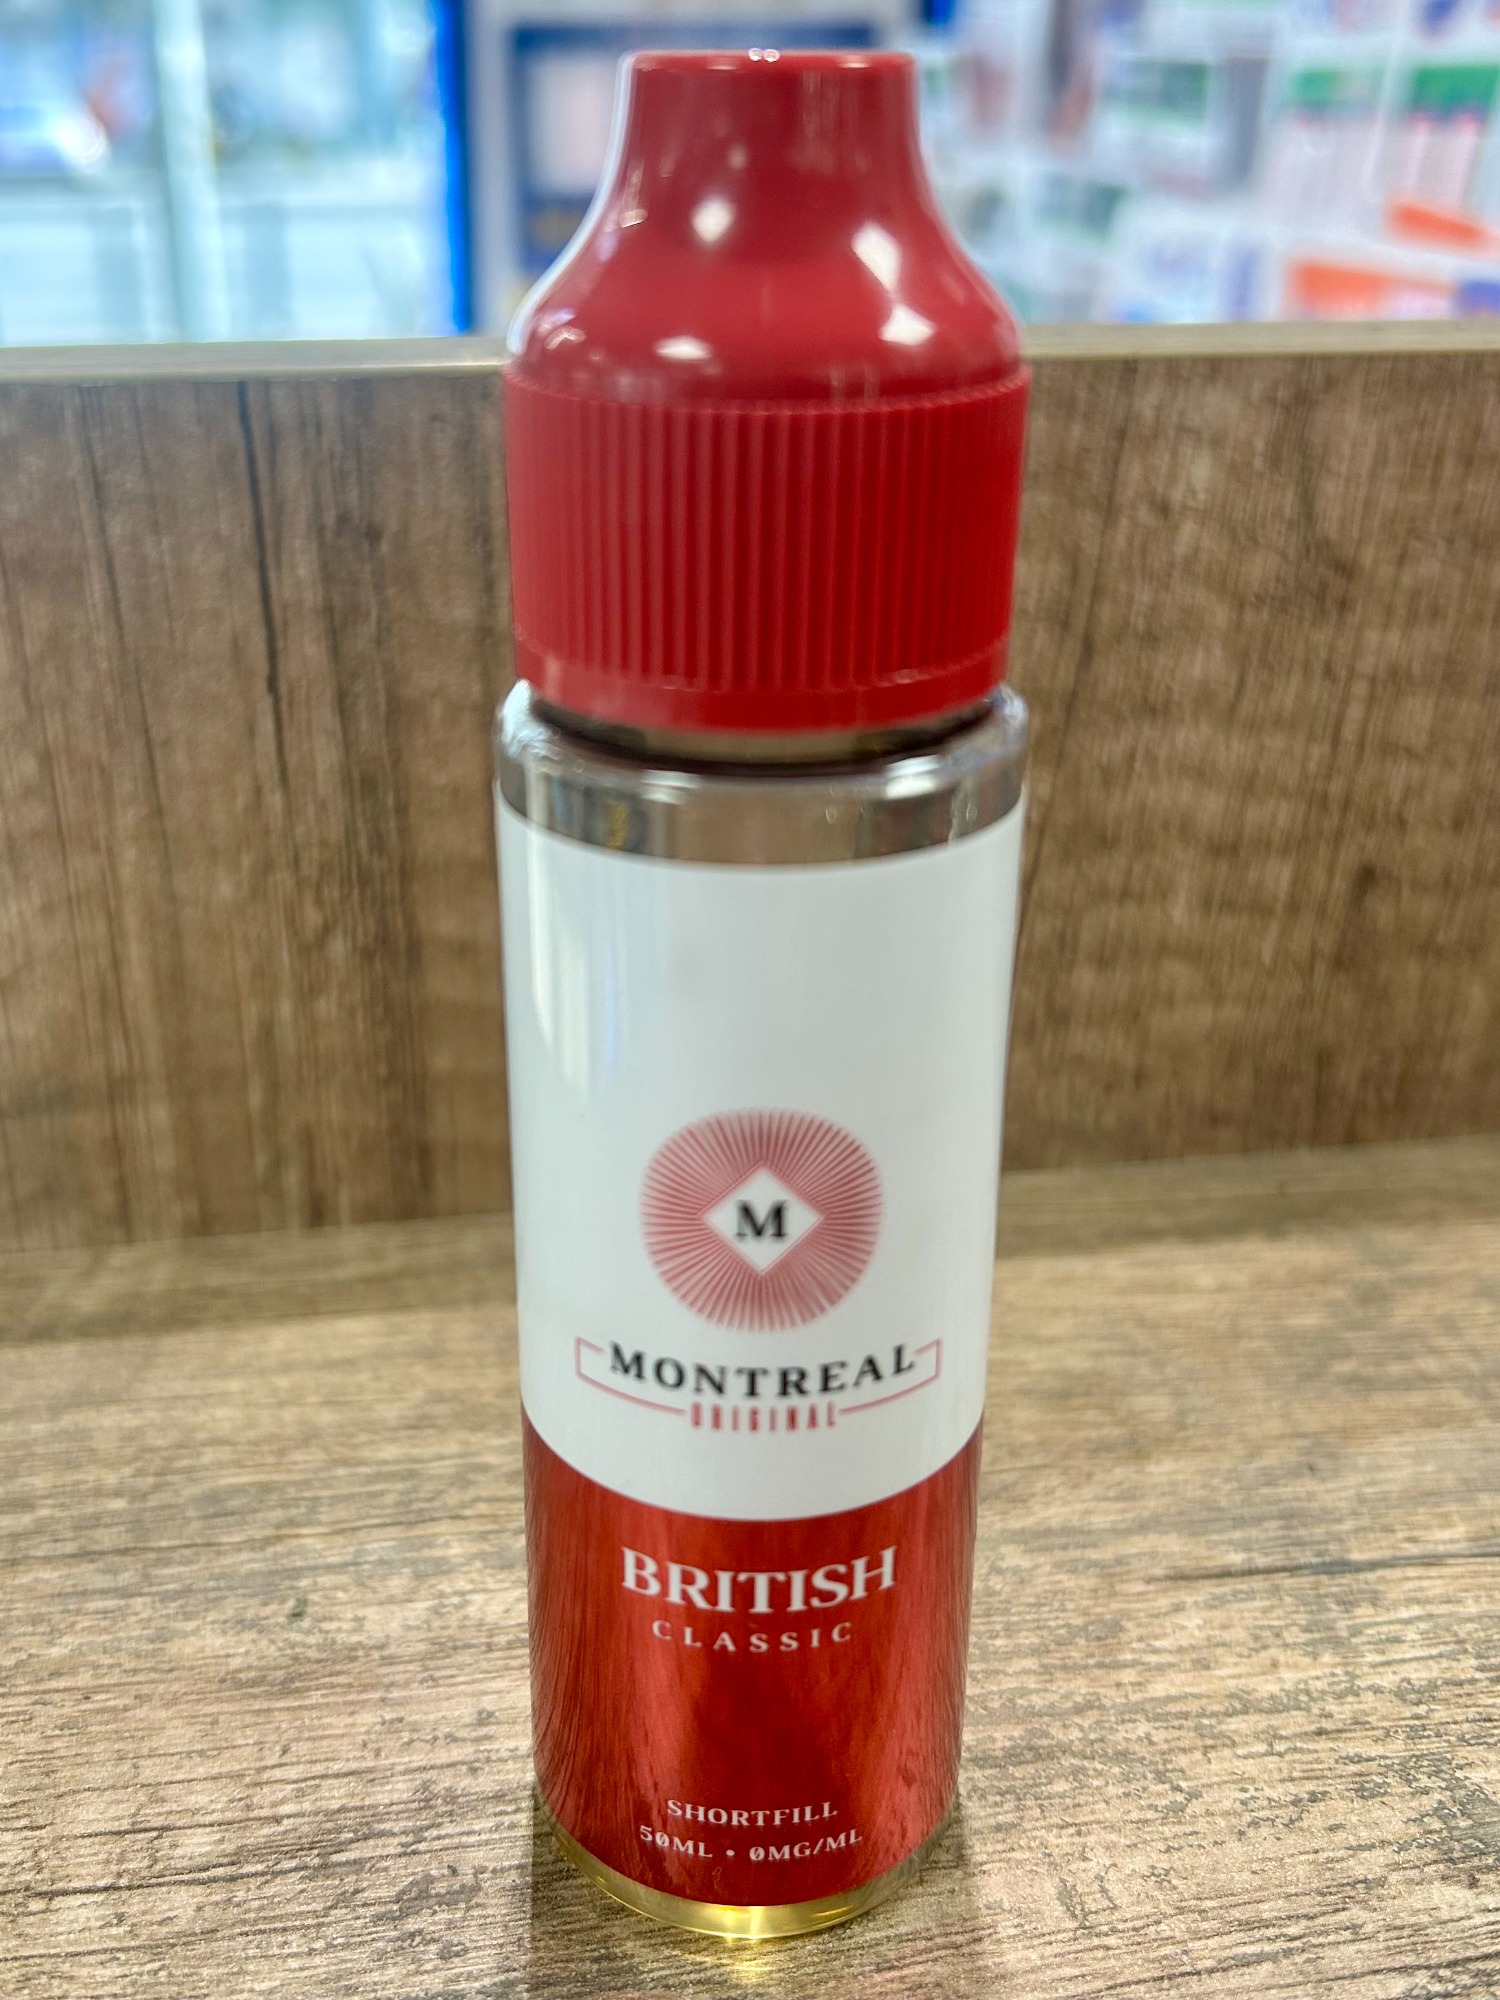 M
MONTREAL
ORIGINAL
BRITISH
CLASSIC
SHORTFILL
50ML • 0MG/ML